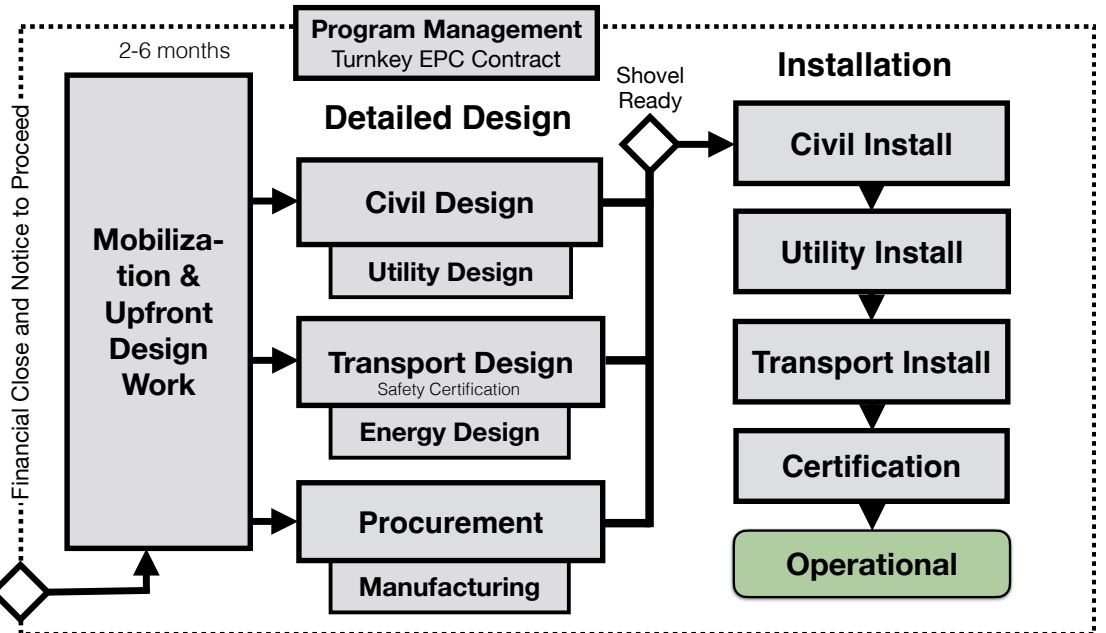 Program Management
Turnkey EPC Contract
2-6 months
Financial Close and Notice to Proceed
Mobiliza-
tion &
Upfront
Design
Work
Detailed Design
Civil Design
Utility Design
Transport Design
Safety Certification
Energy Design
Procurement
Manufacturing
Shovel
Ready
Installation
Civil Install
Utility Install
Transport Install
Certification
Operational